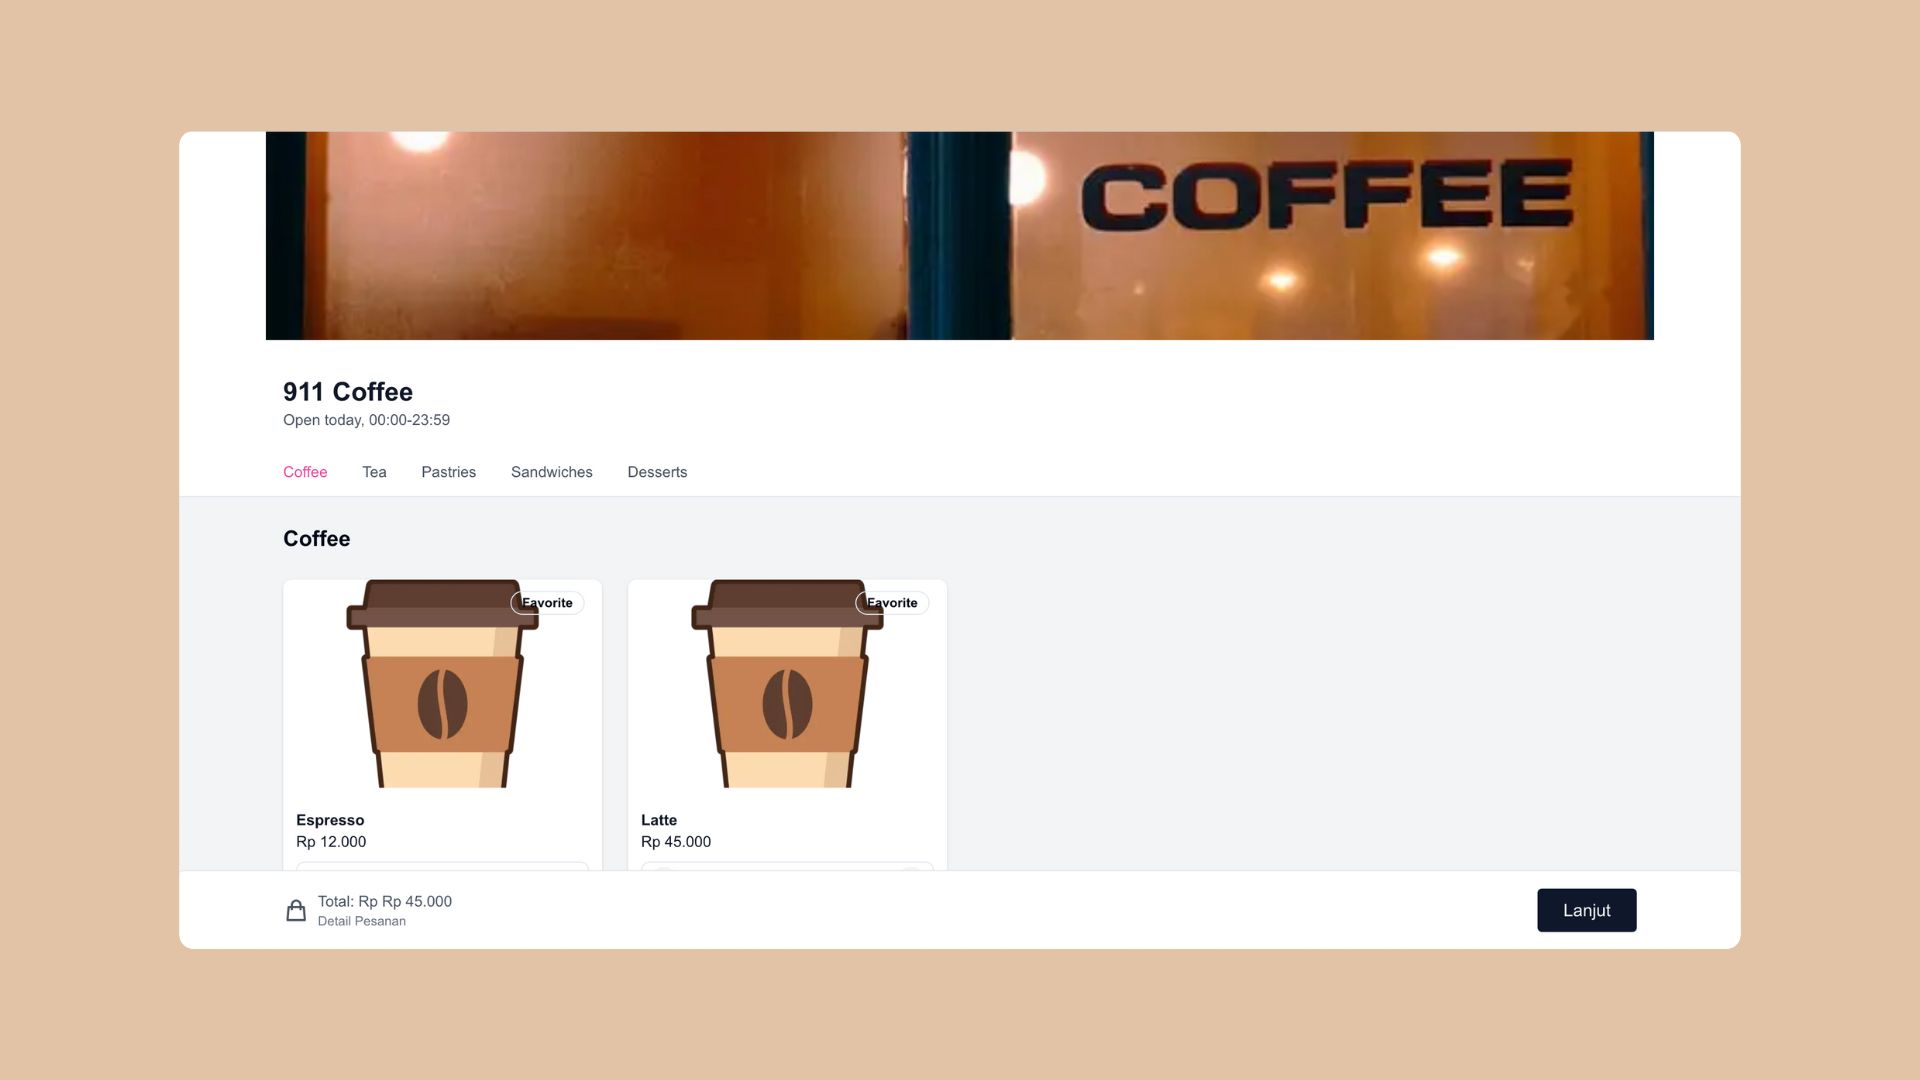 COFFEE
911 Coffee
Open today, 00:00-23:59
Coffee
Tea
Pastries
Sandwiches
Desserts
Coffee
Favorite
Favorite
Espresso
Rp 12.000
Latte
Rp 45.000
Total: Rp Rp 45.000
Detail Pesanan
Lanjut